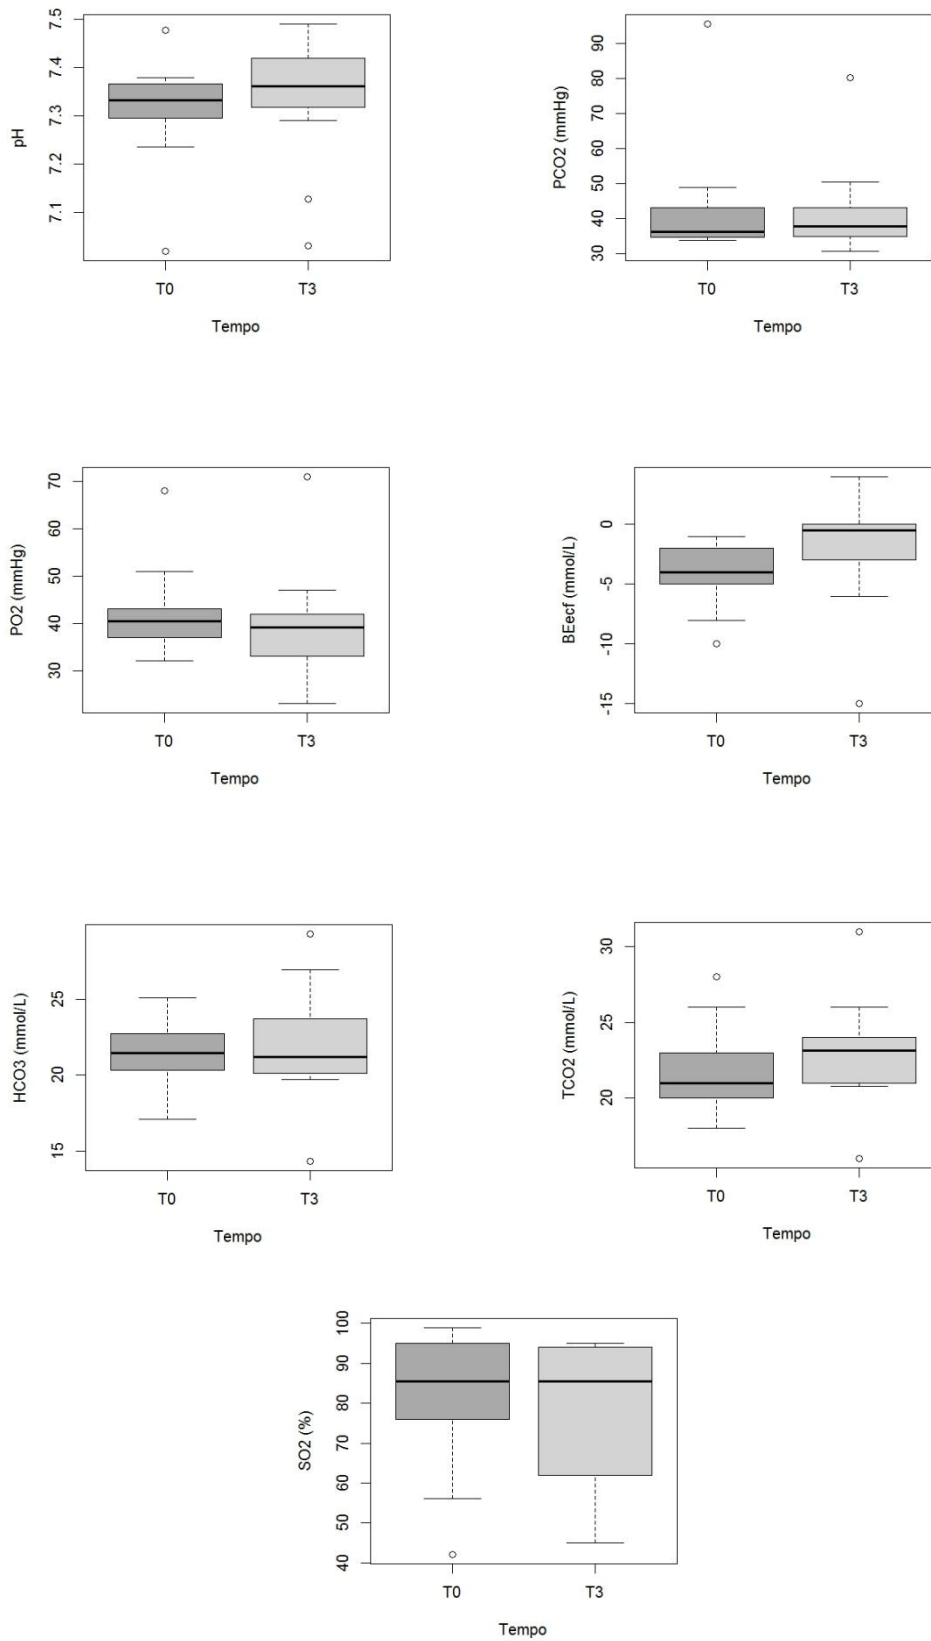 pH
7.5
7.4
7.3
7.2
7.1
T0 T3
Tempo
PCO2 (mmHg)
90
80
70
60
50
40
30
T0 T3
Tempo
PO2 (mmHg)
70
60
50
40
30
T0 T3
Tempo
BEecf (mmol/L)
0
-5
-10
-15
T0 T3
Tempo
HCO3 (mmol/L)
25
20
15
T0 T3
Tempo
TCO2 (mmol/L)
30
25
20
T0 T3
Tempo
SO2 (%)
100
90
80
70
60
50
40
T0 T3
Tempo